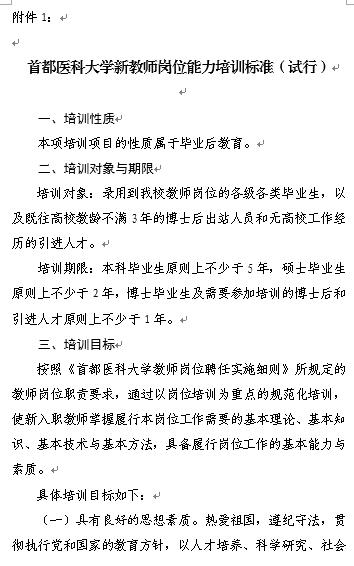 附件 1：
首都医科大学新教师岗位能力培训标准（试行）
一、培训性质
本项培训项目的性质属于毕业后教育。
二、培训对象与期限
培训对象：录用到我校教师岗位的各级各类毕业生，以
及既往高校教龄不满 3 年的博士后出站人员和无高校工作经
历的引进人才。
培训期限：本科毕业生原则上不少于 5 年，硕士毕业生
原则上不少于 2 年，博士毕业生及需要参加培训的博士后和
引进人才原则上不少于 1 年。
三、培训目标
按照《首都医科大学教师岗位聘任实施细则》所规定的
教师岗位职责要求，通过以岗位培训为重点的规范化培训，
使新入职教师掌握履行本岗位工作需要的基本理论、基本知
识、基本技术与基本方法，具备履行岗位工作的基本能力与
素质。
具体培训目标如下：
（一）具有良好的思想素质。热爱祖国，遵纪守法，贯
彻执行党和国家的教育方针，以人才培养、科学研究、社会